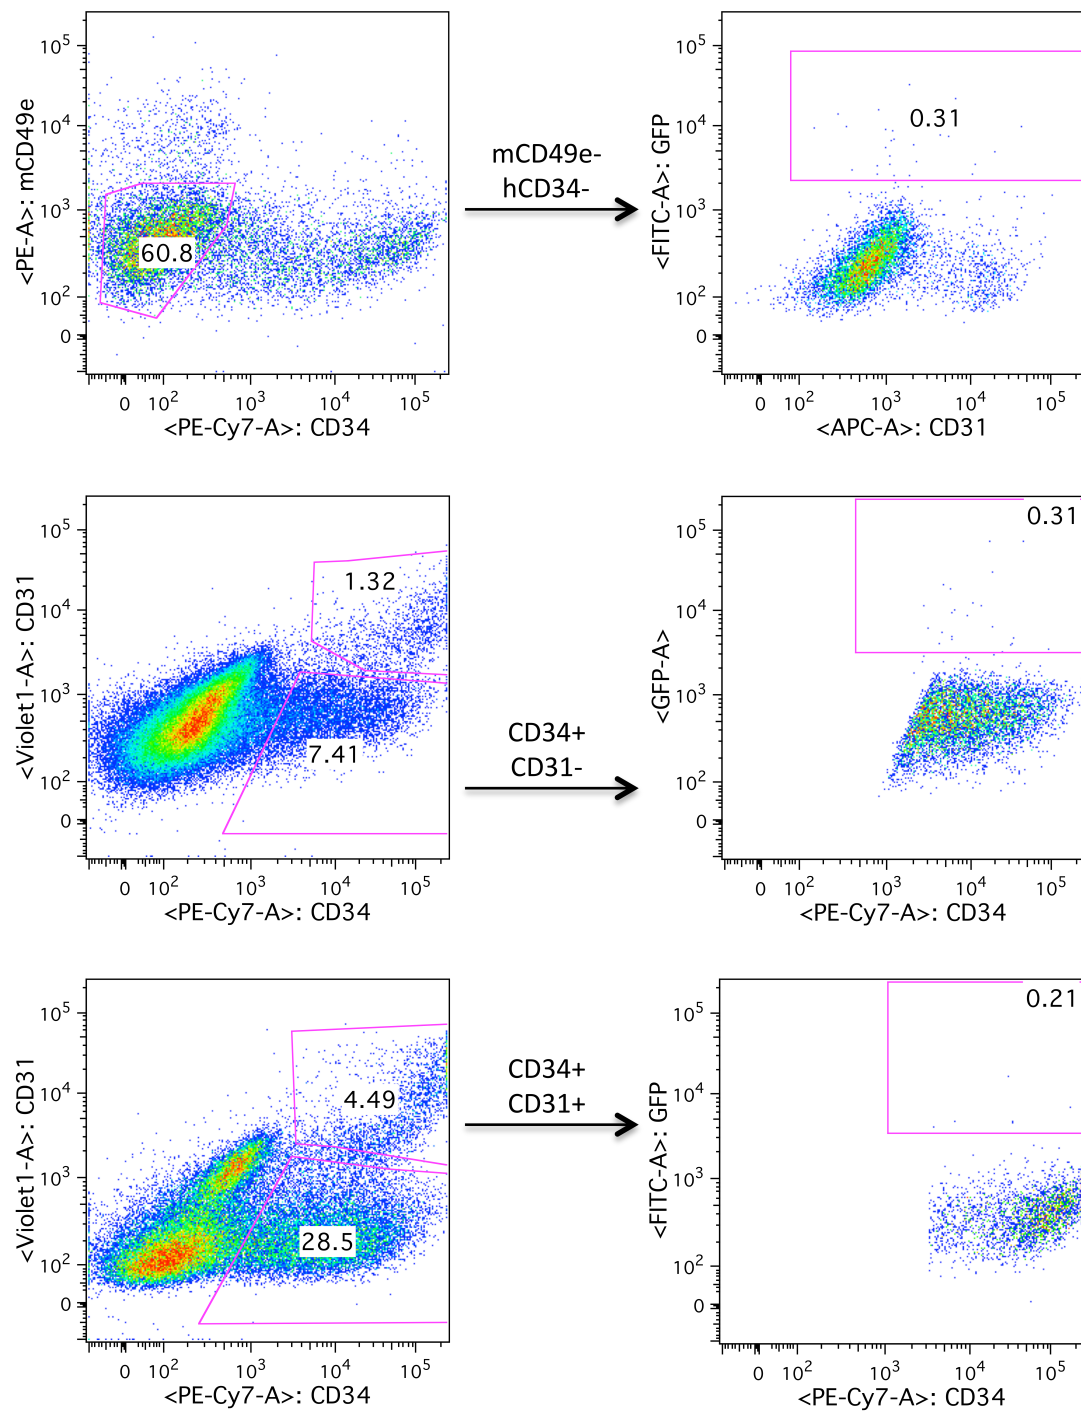 10^5
10^4
10^3
10^2
0
<PE-A>: mCD49e
60.8
0 10^2 10^3 10^4 10^5
<PE-Cy7-A>: CD34
mCD49e-
hCD34-
10^5
10^4
10^3
10^2
0
<FITC-A>: GFP
0.31
0 10^2 10^3 10^4 10^5
<APC-A>: CD31
10^5
10^4
10^3
10^2
0
<Violet1-A>: CD31
1.32
7.41
0 10^2 10^3 10^4 10^5
<PE-Cy7-A>: CD34
CD34+
CD31-
10^5
10^4
10^3
10^2
0
<GFP-A>
0.31
0 10^2 10^3 10^4 10^5
<PE-Cy7-A>: CD34
10^5
10^4
10^3
10^2
0
<Violet1-A>: CD31
4.49
28.5
0 10^2 10^3 10^4 10^5
<PE-Cy7-A>: CD34
CD34+
CD31+
10^5
10^4
10^3
10^2
0
<FITC-A>: GFP
0.21
0 10^2 10^3 10^4 10^5
<PE-Cy7-A>: CD34